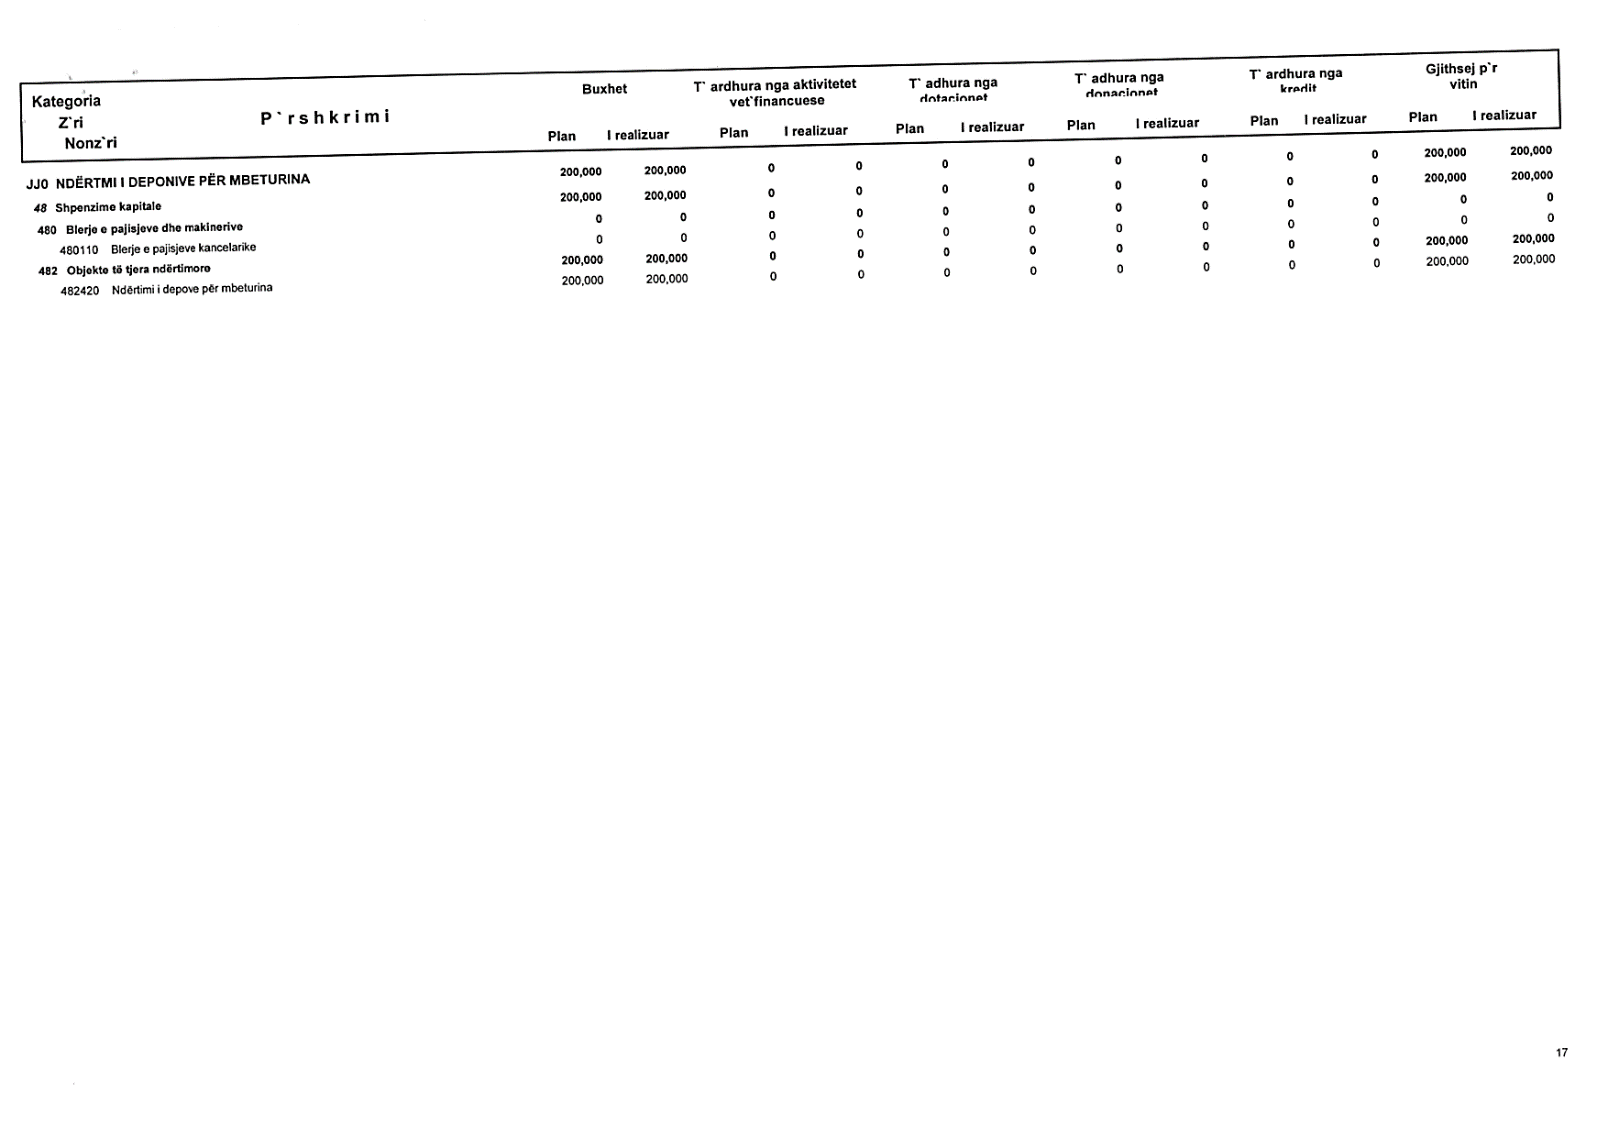 Kategoria P`rshkrimi Buxhet T` ardhura nga aktivitetet vet`financuese T` adhura nga dotacionet T` adhura nga donacionet T` ardhura nga kredit Gjithsej p`r vitin
Z`ri
Nonz`ri Plan I realizuar Plan I realizuar Plan I realizuar Plan I realizuar Plan I realizuar Plan I realizuar
JJ0 NDËRTMI I DEPONIVE PËR MBETURINA 200,000 200,000 0 0 0 0 0 0 0 0 200,000 200,000
48 Shpenzime kapitale 200,000 200,000 0 0 0 0 0 0 0 0 200,000 200,000
480 Blerje e pajisjeve dhe makinerive 0 0 0 0 0 0 0 0 0 0 0 0
480110 Blerje e pajisjeve kancelarike 0 0 0 0 0 0 0 0 0 0 0 0
482 Objekte të tjera ndërtimore 200,000 200,000 0 0 0 0 0 0 0 0 200,000 200,000
482420 Ndërtimi i depove për mbeturina 200,000 200,000 0 0 0 0 0 0 0 0 200,000 200,000
17